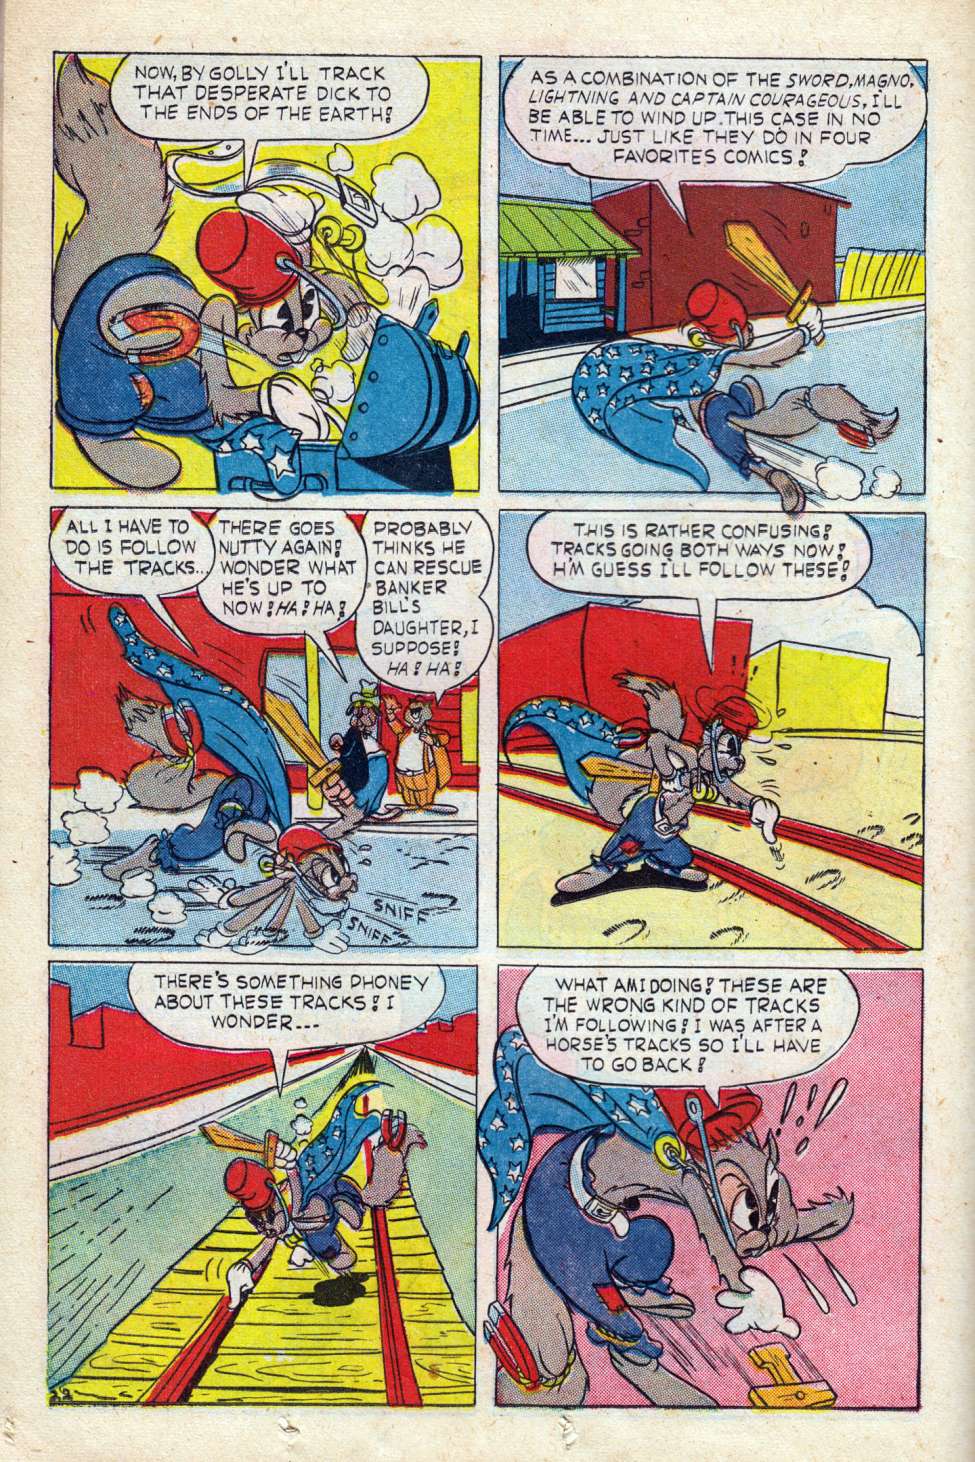 NOW, BY GOLLY I'LL TRACK
THAT DESPERATE DICK TO
THE ENDS OF THE EARTH!
AS A COMBINATION OF THE SWORD, MAGNO,
LIGHTNING AND CAPTAIN COURAGEOUS, I'LL
BE ABLE TO WIND UP THIS CASE IN NO
TIME... JUST LIKE THEY DO IN FOUR
FAVORITES COMICS!
ALL I HAVE TO
DO IS FOLLOW
THE TRACKS...
THERE GOES
NUTTY AGAIN!
WONDER WHAT
HE'S UP TO
NOW! HA! HA!
PROBABLY
THINKS HE
CAN RESCUE
BANKER
BILL'S
DAUGHTER, I
SUPPOSE!
HA! HA!
SNIFF
SNIFF
THIS IS RATHER CONFUSING!
TRACKS GOING BOTH WAYS NOW!
H'M GUESS I'LL FOLLOW THESE!
THERE'S SOMETHING PHONEY
ABOUT THESE TRACKS! I
WONDER...
WHAT AM I DOING! THESE ARE
THE WRONG KIND OF TRACKS
I'M FOLLOWING! I WAS AFTER A
HORSE'S TRACKS SO I'LL HAVE
TO GO BACK!
!!!